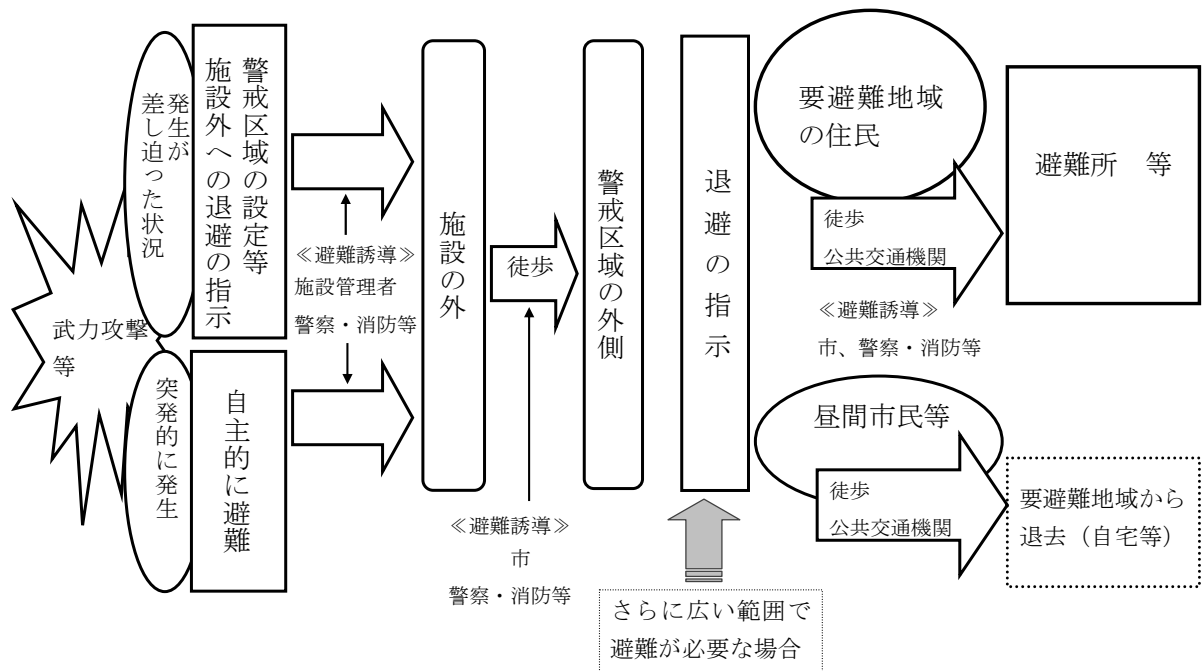 武力攻撃
等
発生が
差し迫った状況
警戒区域の設定等
施設外への退避の指示
突発的に発生
自主的に避難
≪避難誘導≫
施設管理者
警察・消防等
施設の外
徒歩
≪避難誘導≫
市
警察・消防等
警戒区域の外側
退避の指示
さらに広い範囲で
避難が必要な場合
要避難地域
の住民
徒歩
公共交通機関
≪避難誘導≫
市、警察・消防等
避難所 等
昼間市民等
徒歩
公共交通機関
要避難地域から
退去（自宅等）